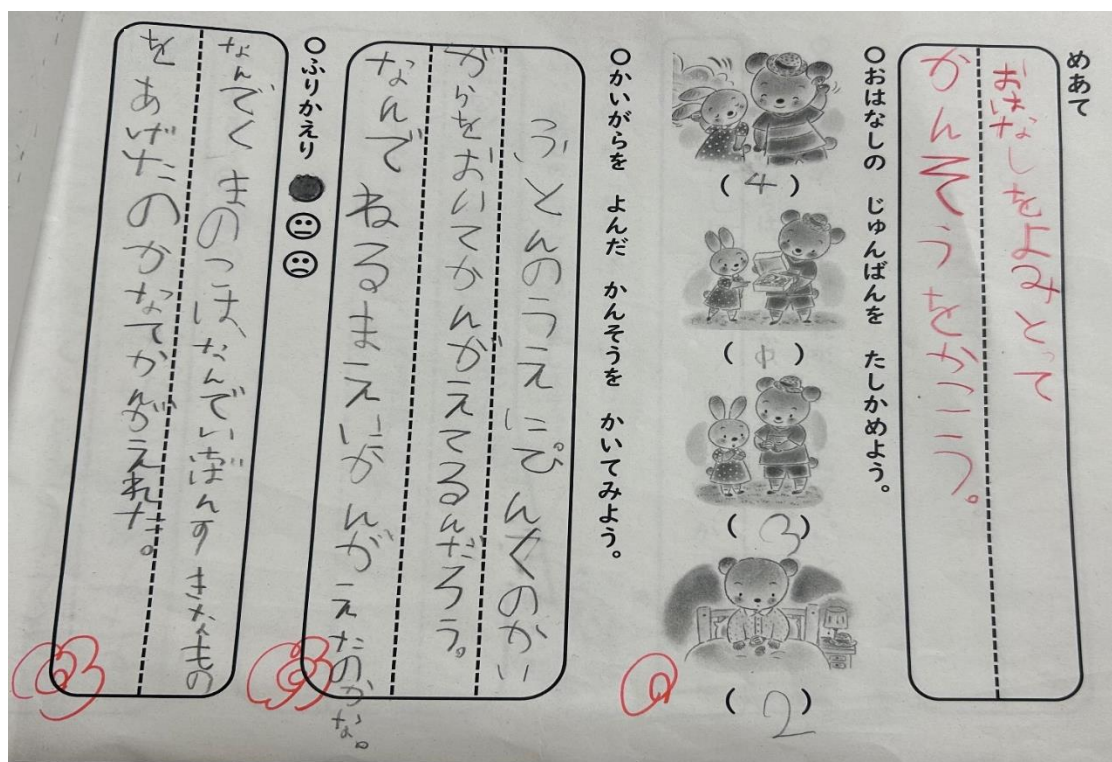 めあて
おはなしをよみとって
かんそうをかこう。
〇おはなしの じゅんばんを たしかめよう。
(4)
( )
(3)
(2)
〇かいがらを よんだ かんそうを かいてみよう。
ふとんのうえにぴんくのかい
がらをおいてかんがえてるんだろう。
なんでねるまえにかんがえたのかな。
〇ふりかえり
なんでくまのこは、なんでいちばんすきなもの
をあげたのかなてかんがえれた。